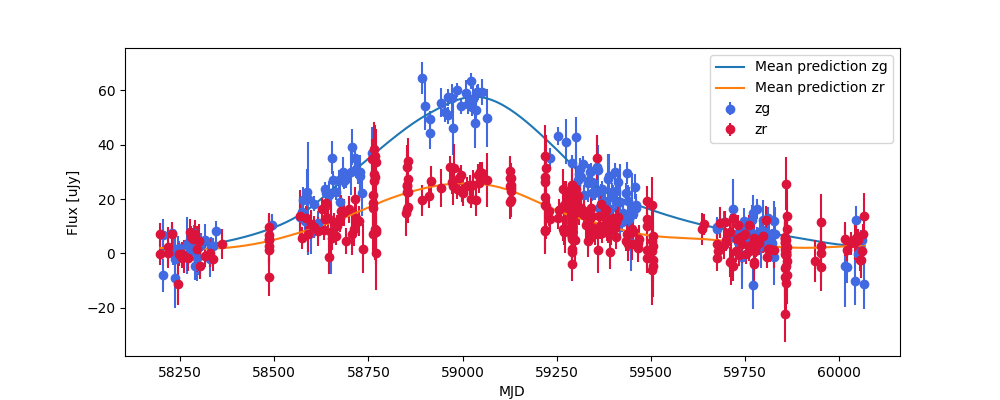 60
40
20
0
−20
Flux [uJy]
58250 58500 58750 59000 59250 59500 59750 60000
MJD
Mean prediction zg
Mean prediction zr
zg
zr